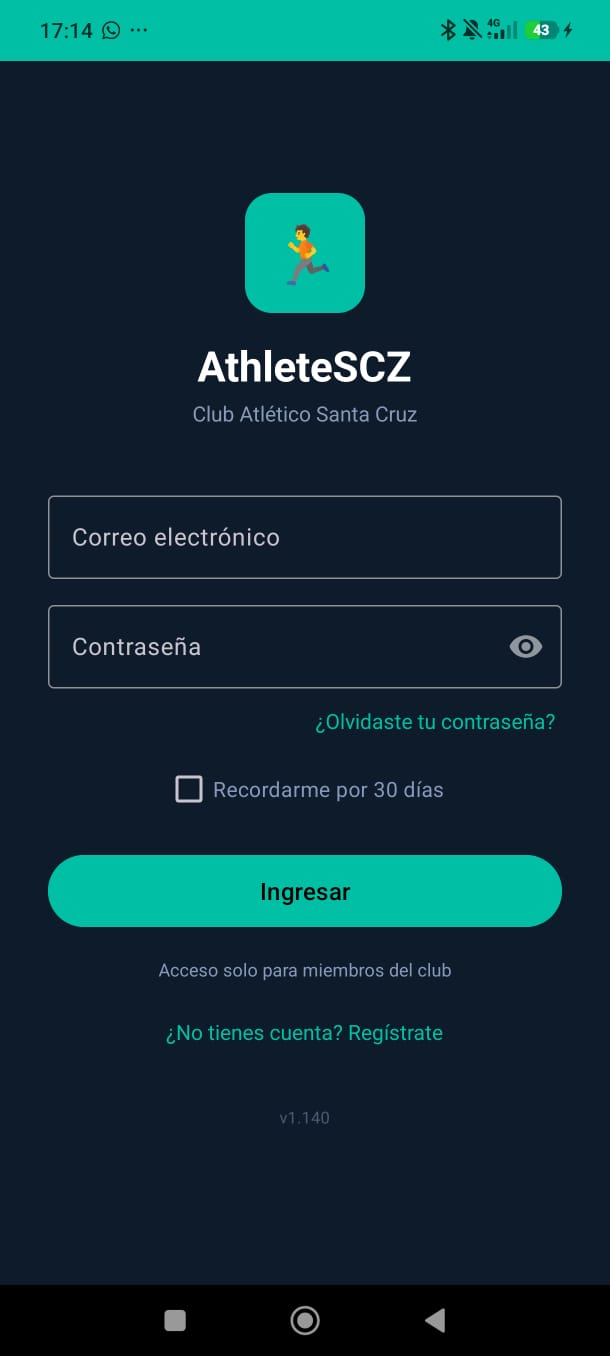 17:14
4G
43
AthleteSCZ
Club Atlético Santa Cruz
Correo electrónico
Contraseña
¿Olvidaste tu contraseña?
Recordarme por 30 días
Ingresar
Acceso solo para miembros del club
¿No tienes cuenta? Regístrate
v1.140